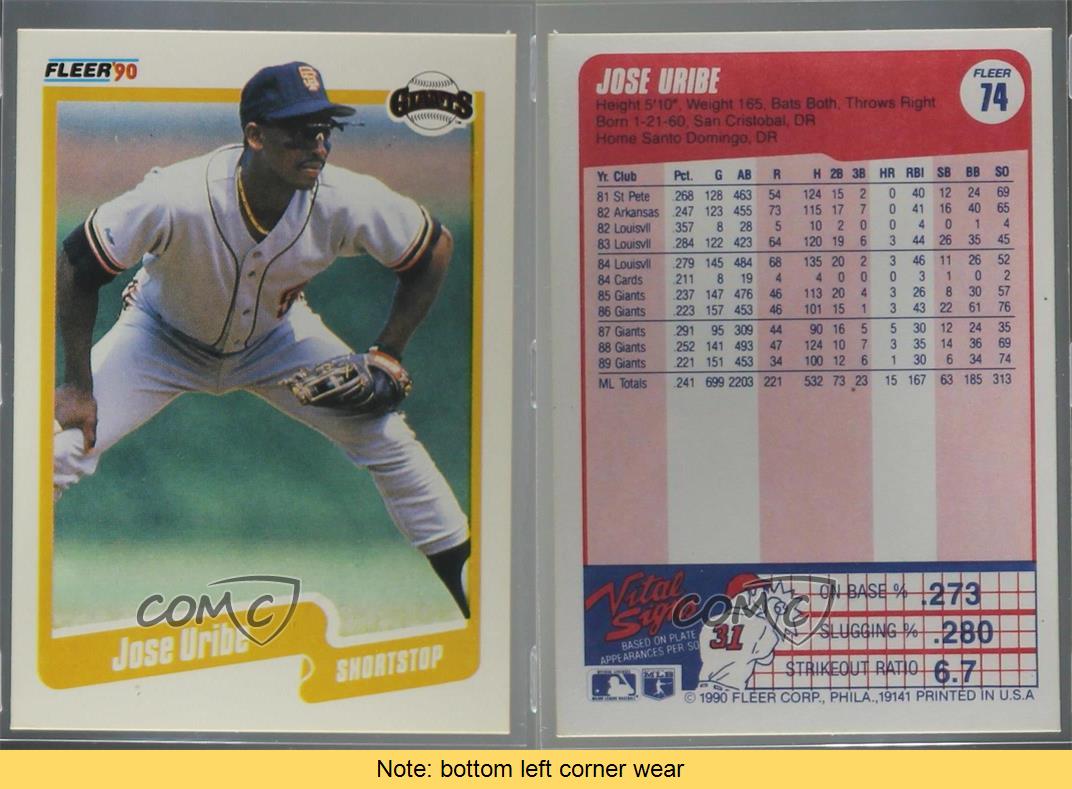 FLEER'90
GIANTS
COMC
Jose Uribe
SHORTSTOP
JOSE URIBE
FLEER
74
Height 5'10", Weight 165, Bats Both, Throws Right
Born 1-21-60, San Cristobal, DR
Home Santo Domingo, DR
Yr. Club Pct. G AB R H 2B 3B HR RBI SB BB SO
81 St Pete .268 128 463 54 124 15 2 0 40 12 24 69
82 Arkansas .247 123 455 73 115 17 7 0 41 16 40 65
82 Louisvll .357 8 28 5 10 2 0 0 4 0 1 4
83 Louisvll .284 122 423 64 120 19 6 3 44 26 35 45
84 Louisvll .279 145 484 68 135 20 2 3 46 11 26 52
84 Cards .211 8 19 4 4 0 0 0 3 1 0 2
85 Giants .237 147 476 46 113 20 4 3 26 8 30 57
86 Giants .223 157 453 46 101 15 1 3 43 22 61 76
87 Giants .291 95 309 44 90 16 5 5 30 12 24 35
88 Giants .252 141 493 47 124 10 7 3 35 14 36 69
89 Giants .221 151 453 34 100 12 6 1 30 6 34 74
ML Totals .241 699 2203 221 532 73 23 15 167 63 185 313
Vital Signs
BASED ON PLATE
APPEARANCES PER SO
31
COMC
ON BASE % .273
SLUGGING % .280
STRIKEOUT RATIO 6.7
MLB
© 1990 FLEER CORP., PHILA.,19141 PRINTED IN U.S.A
Note: bottom left corner wear